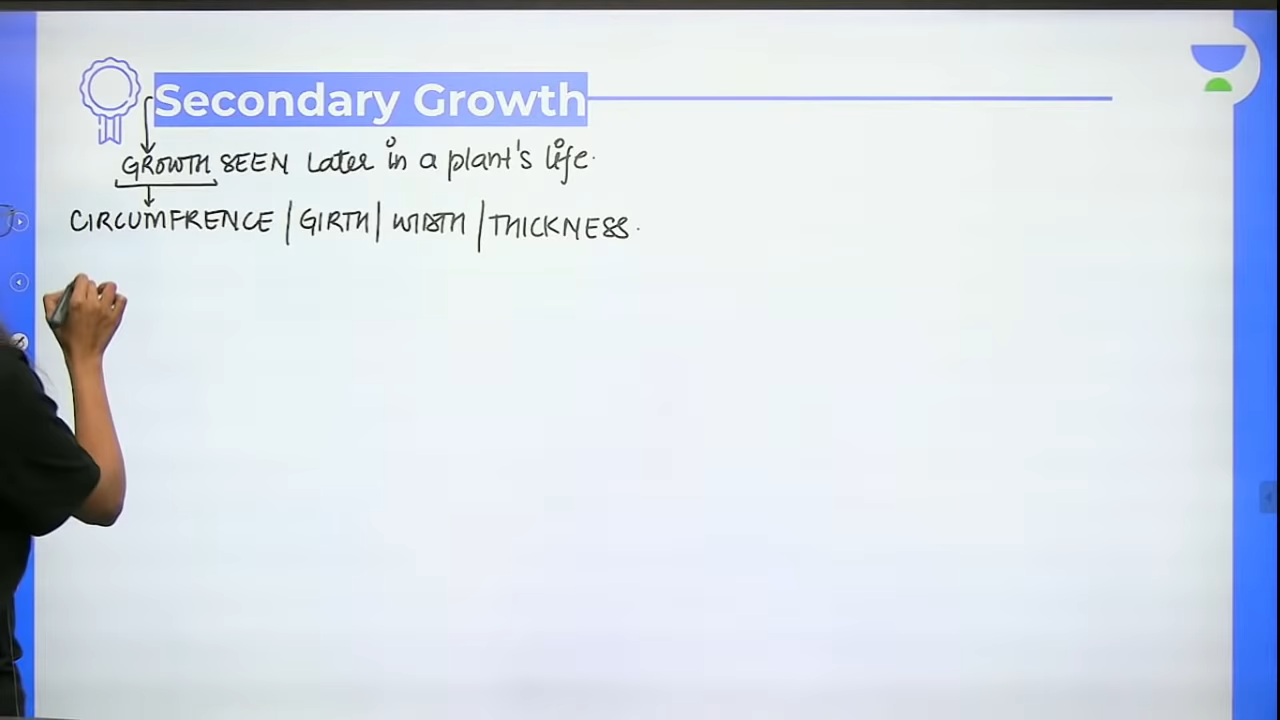 Secondary Growth
GROWTH SEEN Later in a plant's life.
CIRCUMFRENCE | GIRTH | WIDTH | THICKNESS.